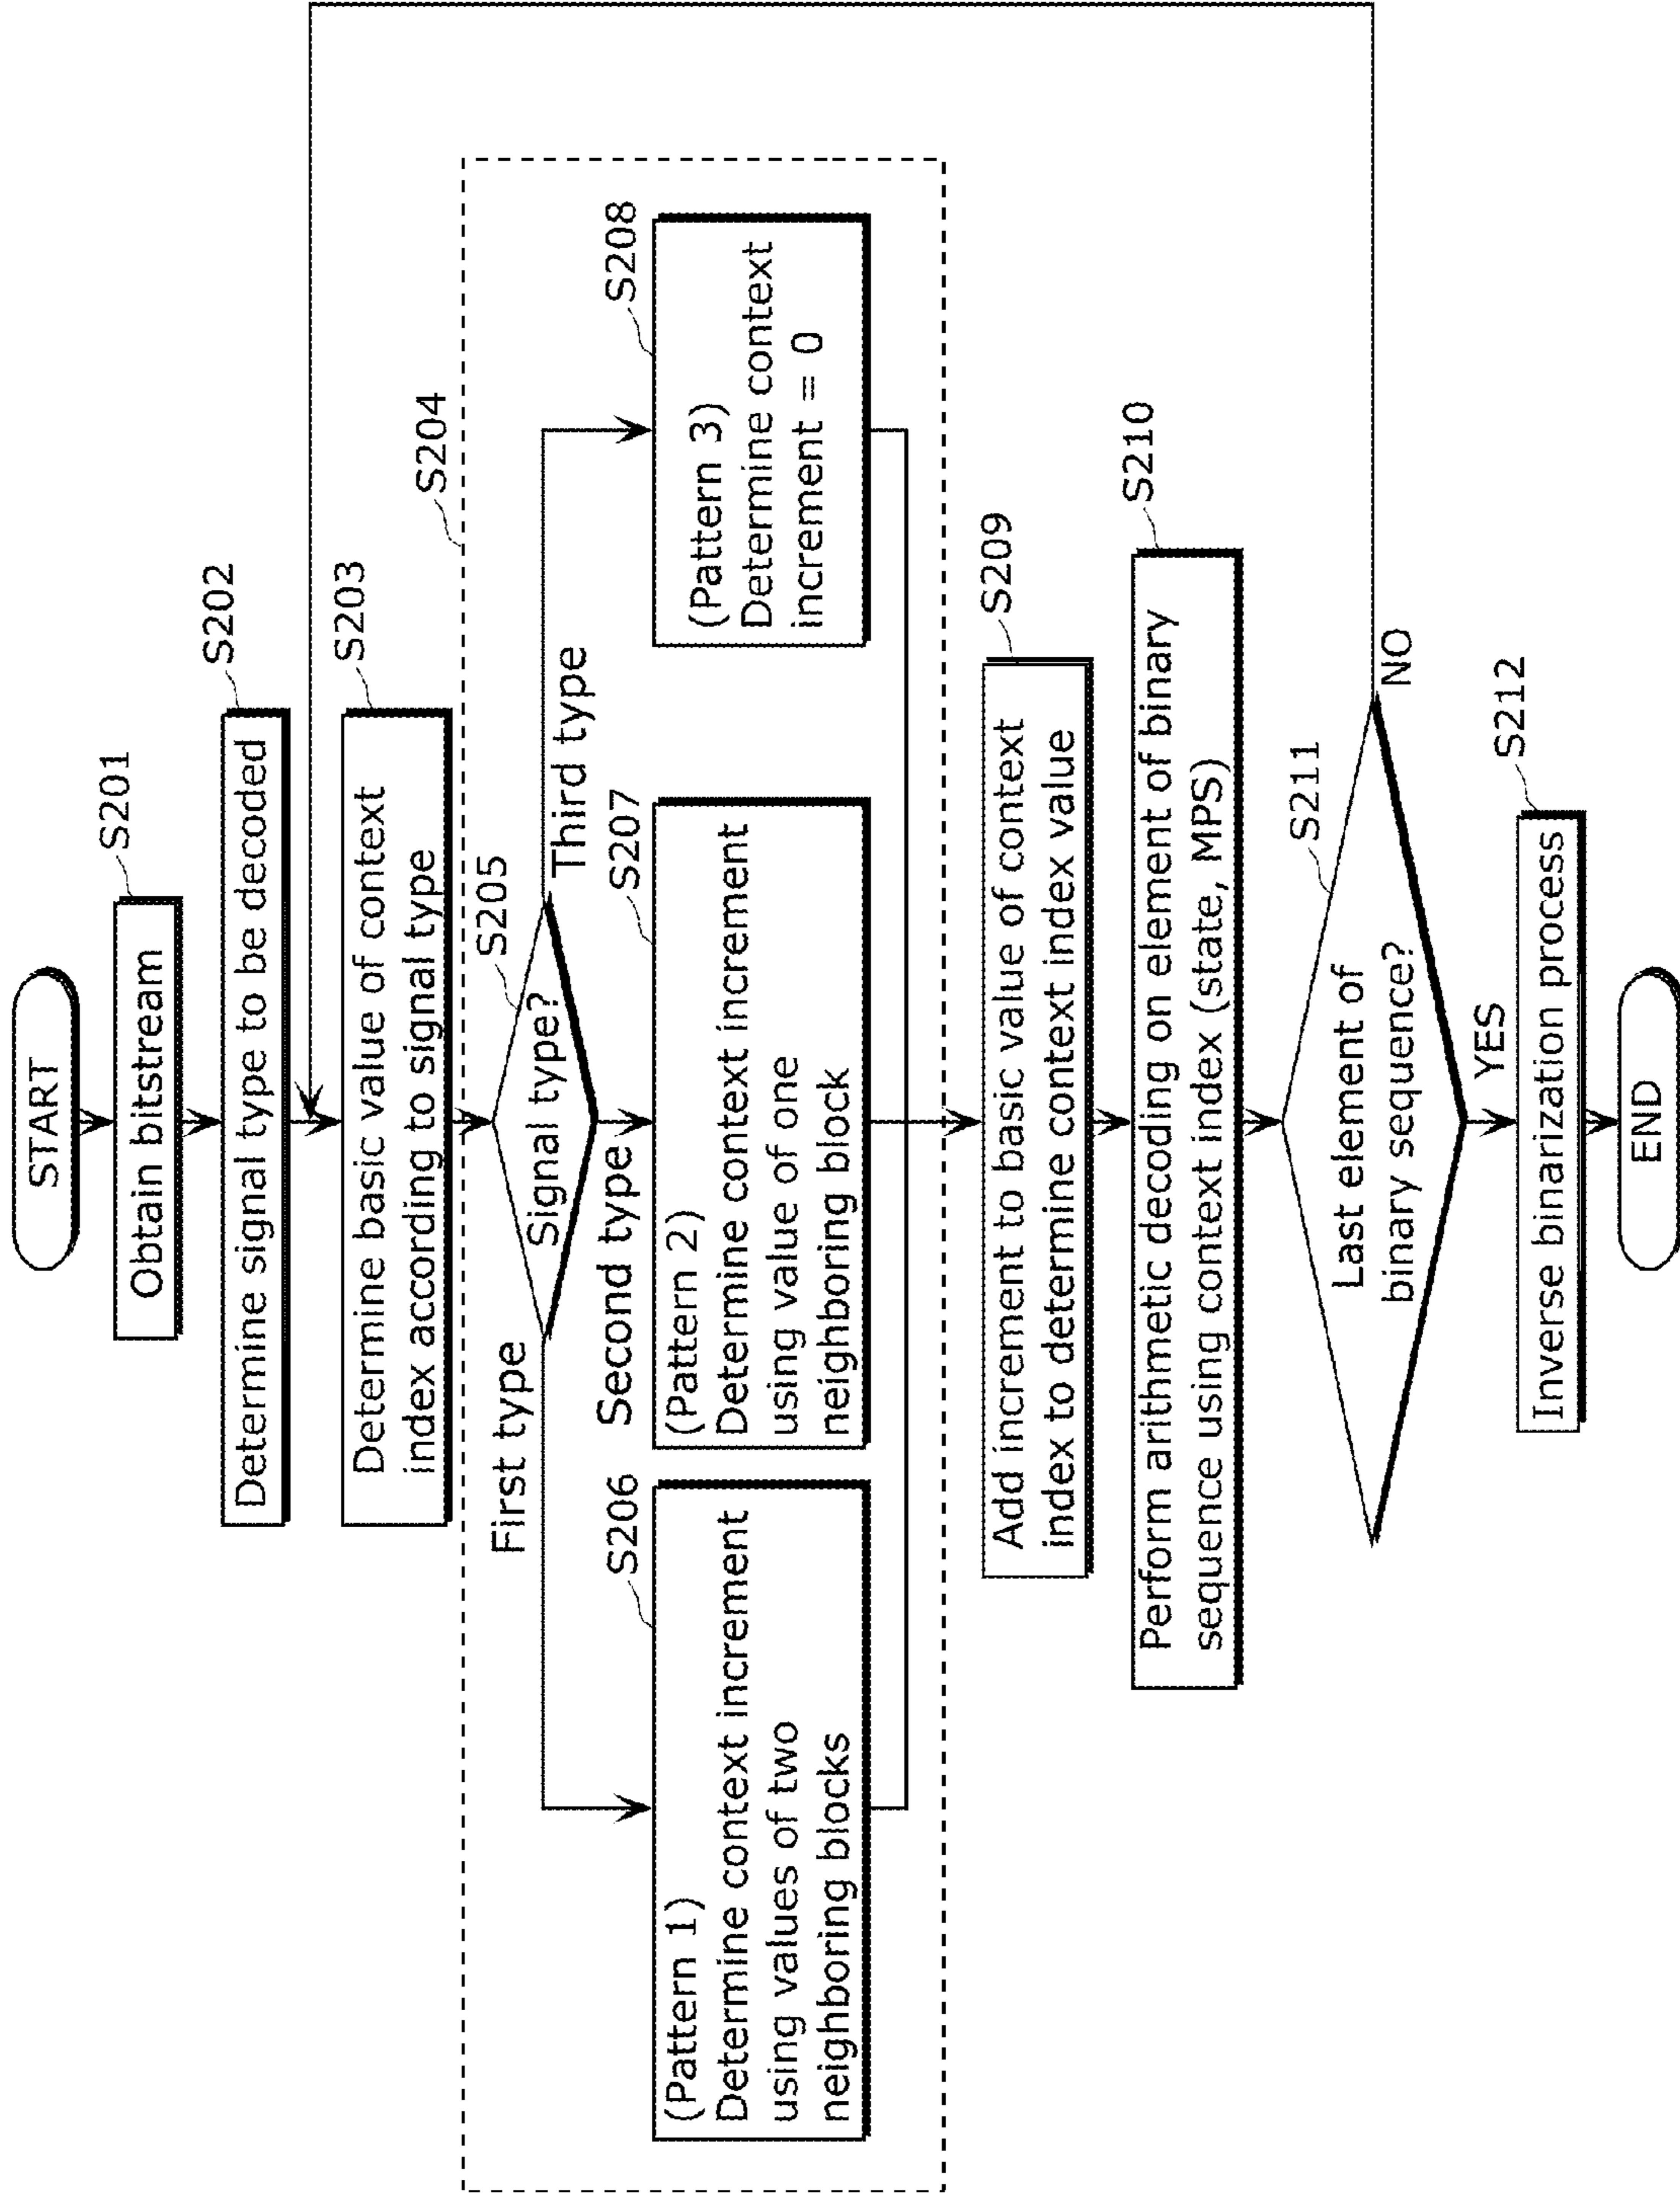 START
S201
Obtain bitstream
S202
Determine signal type to be decoded
S203
Determine basic value of context
index according to signal type
S204
S205
Signal type?
First type
Second type
Third type
S206
(Pattern 1)
Determine context increment
using values of two
neighboring blocks
S207
(Pattern 2)
Determine context increment
using value of one
neighboring block
S208
(Pattern 3)
Determine context
increment = 0
S209
Add increment to basic value of context
index to determine context index value
S210
Perform arithmetic decoding on element of binary
sequence using context index (state, MPS)
S211
Last element of
binary sequence?
NO
YES
S212
Inverse binarization process
END